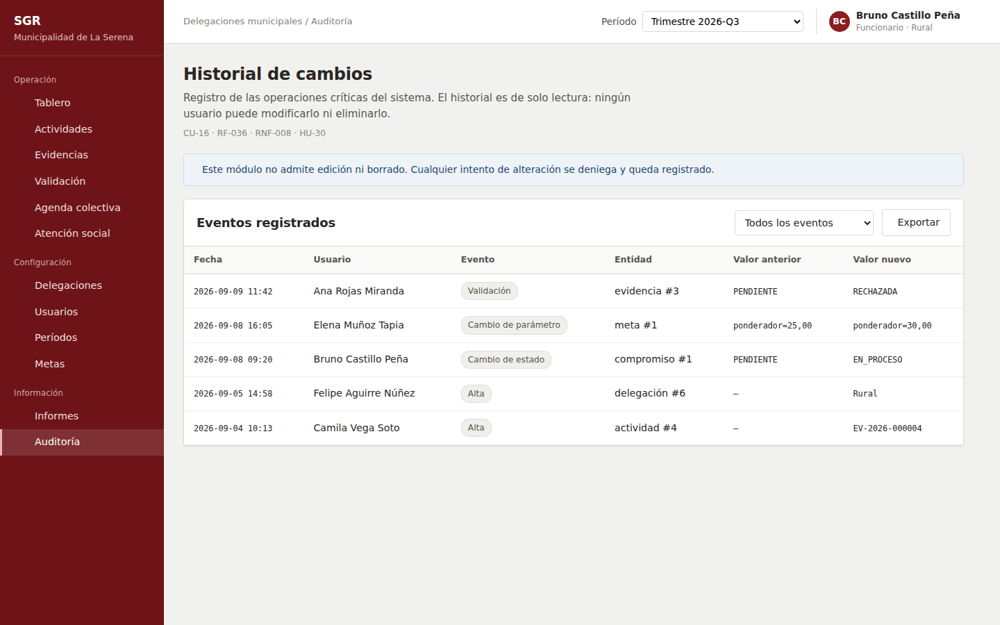 SGR
Municipalidad de La Serena
Operación
Tablero
Actividades
Evidencias
Validación
Agenda colectiva
Atención social
Configuración
Delegaciones
Usuarios
Períodos
Metas
Información
Informes
Auditoría
Delegaciones municipales / Auditoría
Período Trimestre 2026-Q3
BC Bruno Castillo Peña
Funcionario · Rural
Historial de cambios
Registro de las operaciones críticas del sistema. El historial es de solo lectura: ningún
usuario puede modificarlo ni eliminarlo.
CU-16 · RF-036 · RNF-008 · HU-30
Este módulo no admite edición ni borrado. Cualquier intento de alteración se deniega y queda registrado.
Eventos registrados Todos los eventos Exportar
Fecha Usuario Evento Entidad Valor anterior Valor nuevo
2026-09-09 11:42 Ana Rojas Miranda Validación evidencia #3 PENDIENTE RECHAZADA
2026-09-08 16:05 Elena Muñoz Tapia Cambio de parámetro meta #1 ponderador=25,00 ponderador=30,00
2026-09-08 09:20 Bruno Castillo Peña Cambio de estado compromiso #1 PENDIENTE EN_PROCESO
2026-09-05 14:58 Felipe Aguirre Núñez Alta delegación #6 — Rural
2026-09-04 10:13 Camila Vega Soto Alta actividad #4 — EV-2026-000004